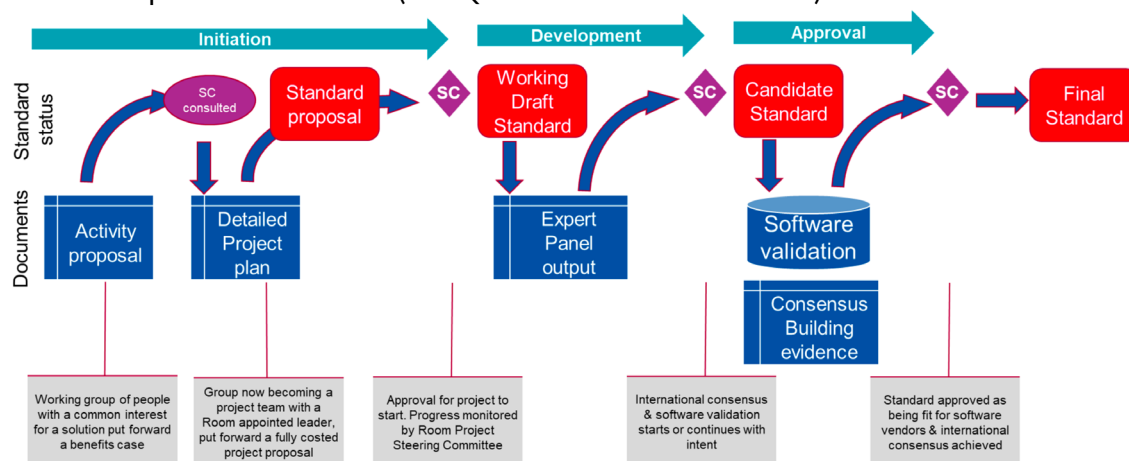 Initiation
Development
Approval
Standard
status
SC
consulted
Standard
proposal
SC
Working
Draft
Standard
SC
Candidate
Standard
SC
Final
Standard
Documents
Activity
proposal
Detailed
Project
plan
Expert
Panel
output
Software
validation
Consensus
Building
evidence
Working group of people
with a common interest
for a solution put forward
a benefits case
Group now becoming a
project team with a
Room appointed leader,
put forward a fully costed
project proposal
Approval for project to
start. Progress monitored
by Room Project
Steering Committee
International consensus
& software validation
starts or continues with
intent
Standard approved as
being fit for software
vendors & international
consensus achieved